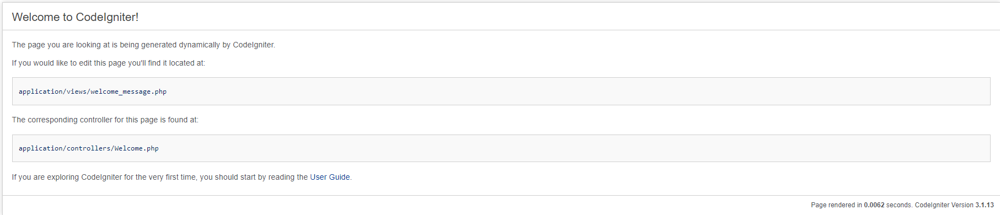 Welcome to CodeIgniter!
The page you are looking at is being generated dynamically by CodeIgniter.
If you would like to edit this page you'll find it located at:
application/views/welcome_message.php
The corresponding controller for this page is found at:
application/controllers/Welcome.php
If you are exploring CodeIgniter for the very first time, you should start by reading the User Guide.
Page rendered in 0.0062 seconds. CodeIgniter Version 3.1.13